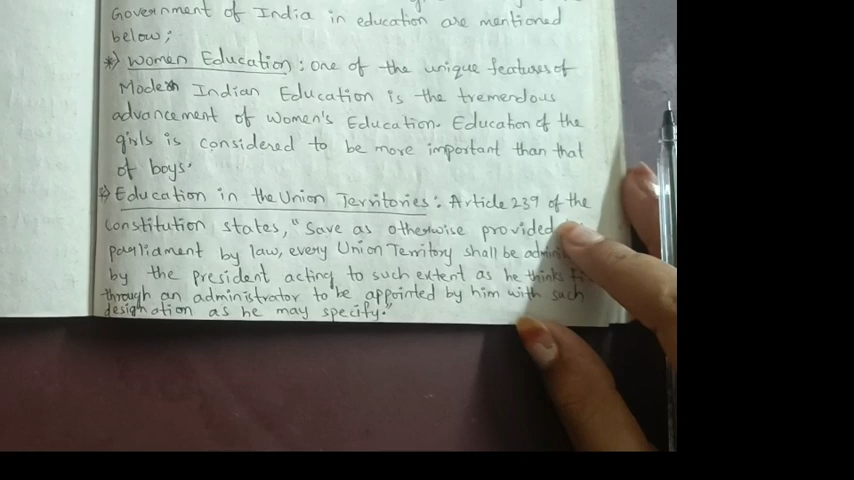 Government of India in education are mentioned
below;
*) Women Education : One of the unique features of
Modern Indian Education is the tremendous
advancement of Women's Education. Education of the
girls is considered to be more important than that
of boys.
*) Education in the Union Territories : Article 239 of the
constitution states, "Save as otherwise provided
parliament by law, every Union Territory shall be
by the president acting to such extent as he thinks
through an administrator to be appointed by him with such
designation as he may specify."